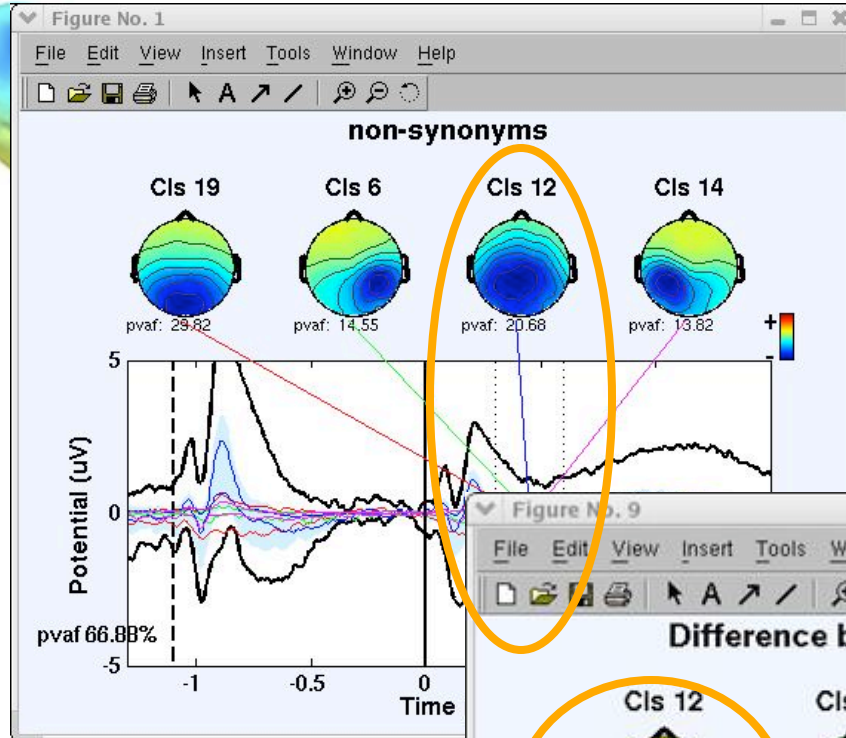 Figure No. 1
File Edit View Insert Tools Window Help
non-synonyms
Cls 19 Cls 6 Cls 12 Cls 14
pvaf: 29.82 pvaf: 14.55 pvaf: 20.68 pvaf: 13.82
+
-
5
0
-5
Potential (uV)
pvaf 66.88%
-1 -0.5 0
Time
Figure No. 9
File Edit View Insert Tools W
Difference b
Cls 12 Cls